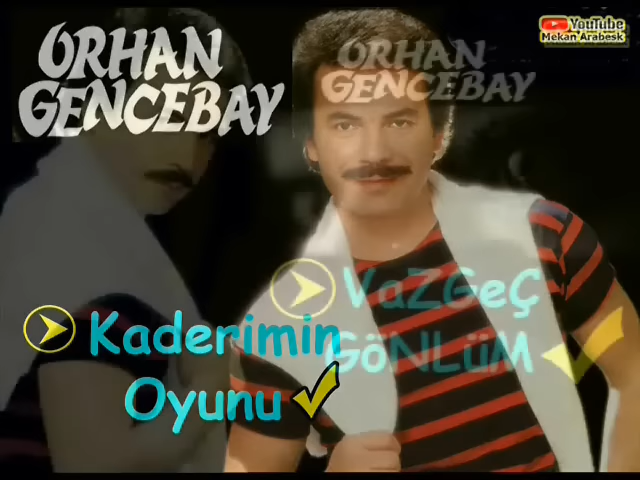 ORHAN
GENCEBAY
ORHAN
GENCEBAY
YouTube
Mekan Arabesk
VaZGeÇ
GöNLüM
Kaderimin
Oyunu